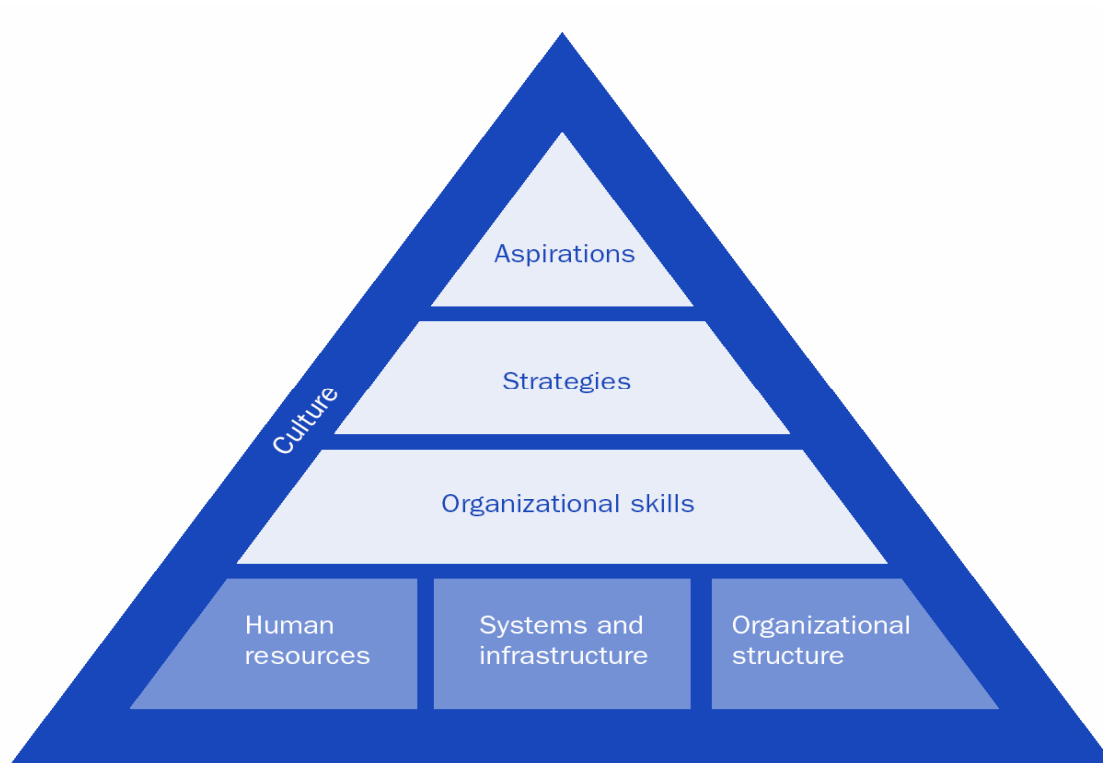 Aspirations
Strategies
Culture
Organizational skills
Human
resources
Systems and
infrastructure
Organizational
structure